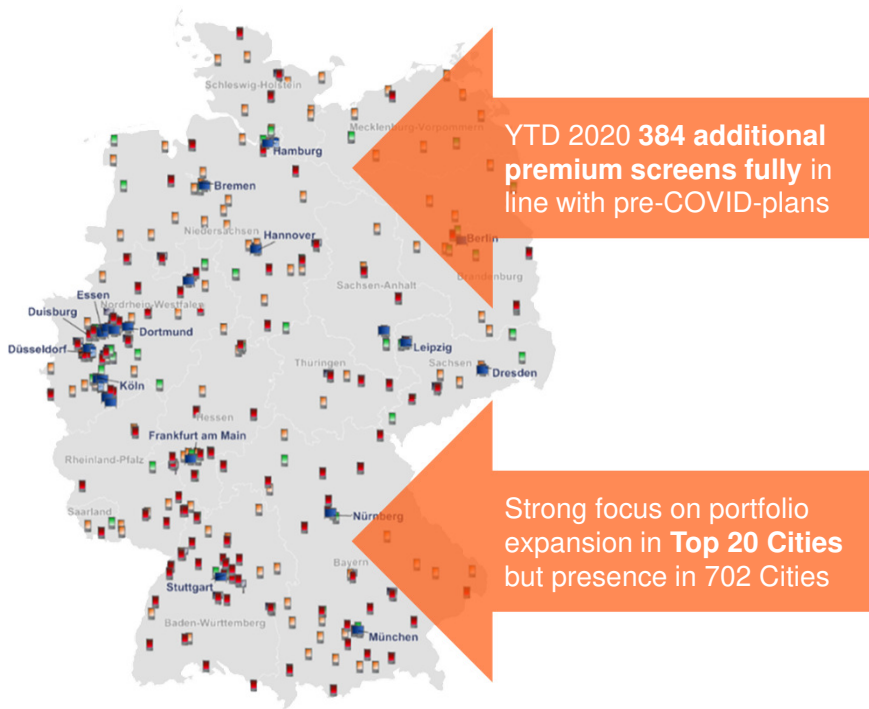 Schleswig-Holstein
Mecklenburg-Vorpommern
Hamburg
Bremen
Niedersachsen
Hannover
Berlin
Brandenburg
Sachsen-Anhalt
Essen
Nordrhein-Westfalen
Duisburg
Dortmund
Düsseldorf
Leipzig
Köln
Thüringen
Sachsen
Dresden
Hessen
Frankfurt am Main
Rheinland-Pfalz
Saarland
Nürnberg
Bayern
Stuttgart
Baden-Wurttemberg
München
YTD 2020 384 additional
premium screens fully in
line with pre-COVID-plans
Strong focus on portfolio
expansion in Top 20 Cities
but presence in 702 Cities